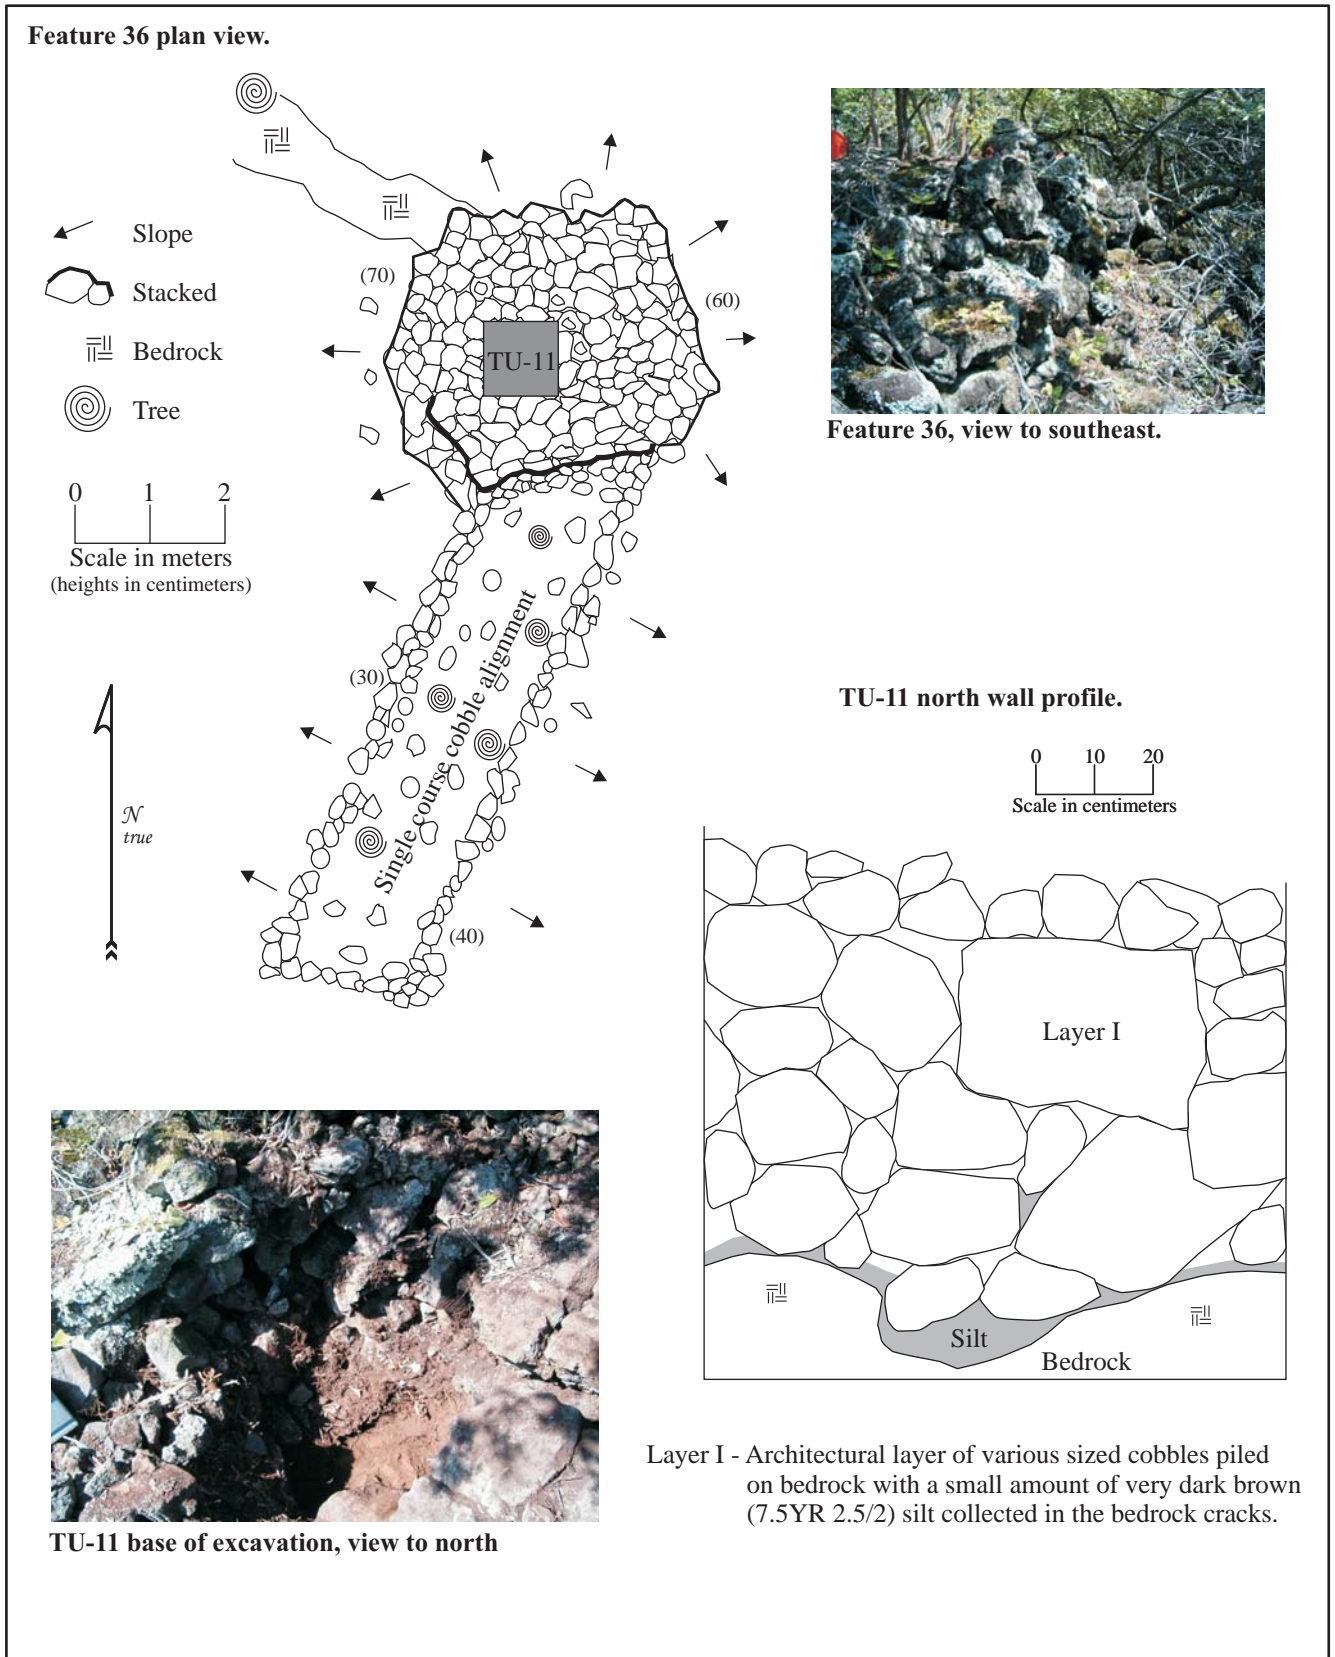 Feature 36 plan view.
Slope
Stacked
Bedrock
Tree
0 1 2
Scale in meters
(heights in centimeters)
N
true
(70)
(60)
TU-11
(30)
Single course cobble alignment
(40)
Feature 36, view to southeast.
TU-11 north wall profile.
0 10 20
Scale in centimeters
Layer I
Silt
Bedrock
Layer I - Architectural layer of various sized cobbles piled
on bedrock with a small amount of very dark brown
(7.5YR 2.5/2) silt collected in the bedrock cracks.
TU-11 base of excavation, view to north